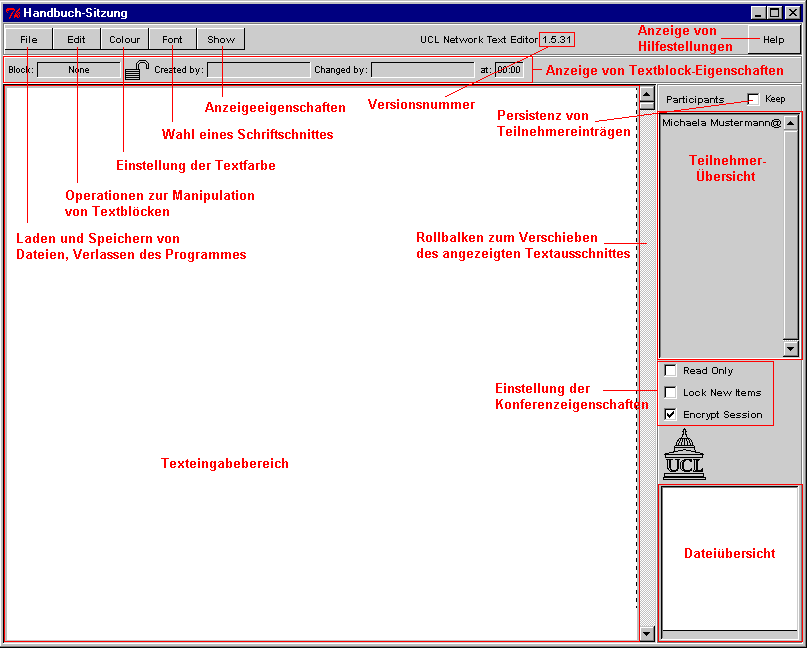 Handbuch-Sitzung
File Edit Colour Font Show UCL Network Text Editor 1.5.31 Help
Anzeige von
Hilfestellungen
Block: None Created by: Changed by: at: 00:00
Anzeige von Textblock-Eigenschaften
Participants Keep
Anzeigeeigenschaften
Versionsnummer
Persistenz von
Teilnehmereinträgen
Michaela Mustermann@
Wahl eines Schriftschnittes
Teilnehmer-
Übersicht
Einstellung der Textfarbe
Operationen zur Manipulation
von Textblöcken
Laden und Speichern von
Dateien, Verlassen des Programmes
Rollbalken zum Verschieben
des angezeigten Textausschnittes
Read Only
Lock New Items
Encrypt Session
Einstellung der
Konferenzeigenschaften
UCL
Texteingabebereich
Dateiübersicht